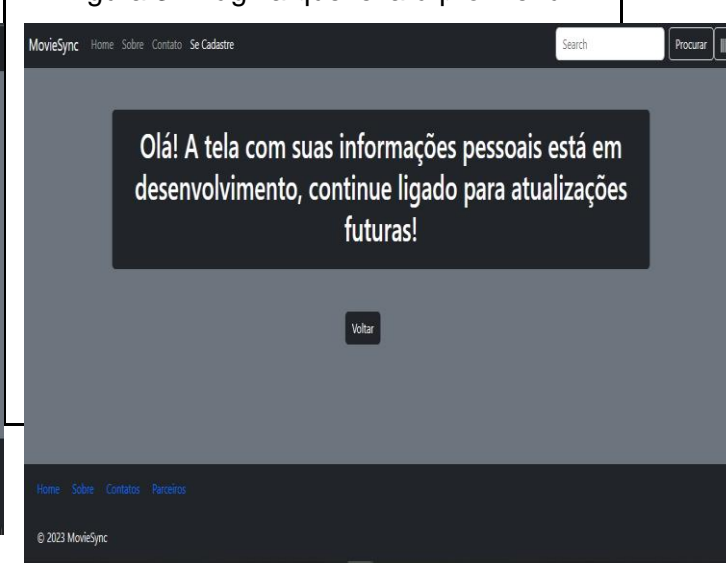 MovieSync Home Sobre Contato Se Cadastre Search Procurar
Olá! A tela com suas informações pessoais está em
desenvolvimento, continue ligado para atualizações
futuras!
Voltar
Home Sobre Contatos Parceiros
© 2023 MovieSync